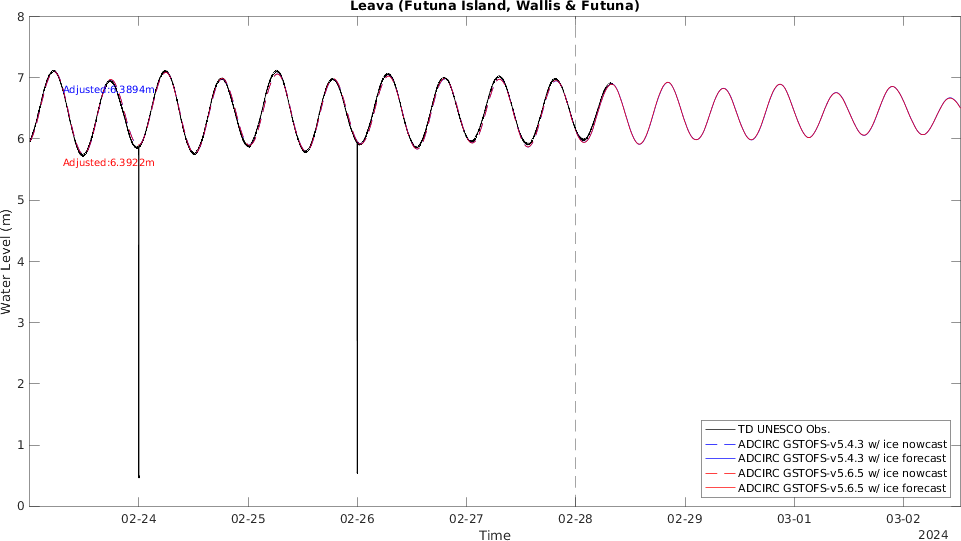 Leava (Futuna Island, Wallis & Futuna)
8
7
6
5
4
3
2
1
0
Water Level (m)
Adjusted:6.3894m
Adjusted:6.3922m
TD UNESCO Obs.
ADCIRC GSTOFS-v5.4.3 w/ ice nowcast
ADCIRC GSTOFS-v5.4.3 w/ ice forecast
ADCIRC GSTOFS-v5.6.5 w/ ice nowcast
ADCIRC GSTOFS-v5.6.5 w/ ice forecast
02-24 02-25 02-26 02-27 02-28 02-29 03-01 03-02
Time
2024